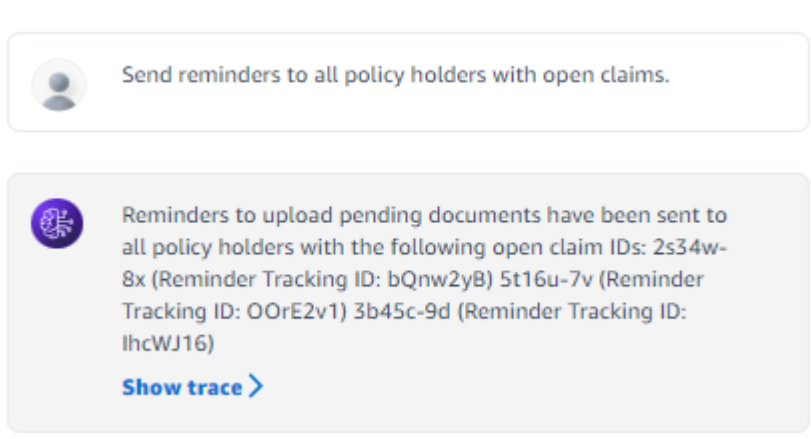 Send reminders to all policy holders with open claims.
Reminders to upload pending documents have been sent to
all policy holders with the following open claim IDs: 2s34w-
8x (Reminder Tracking ID: bQnw2yB) 5t16u-7v (Reminder
Tracking ID: OOrE2v1) 3b45c-9d (Reminder Tracking ID:
IhcWJ16)
Show trace